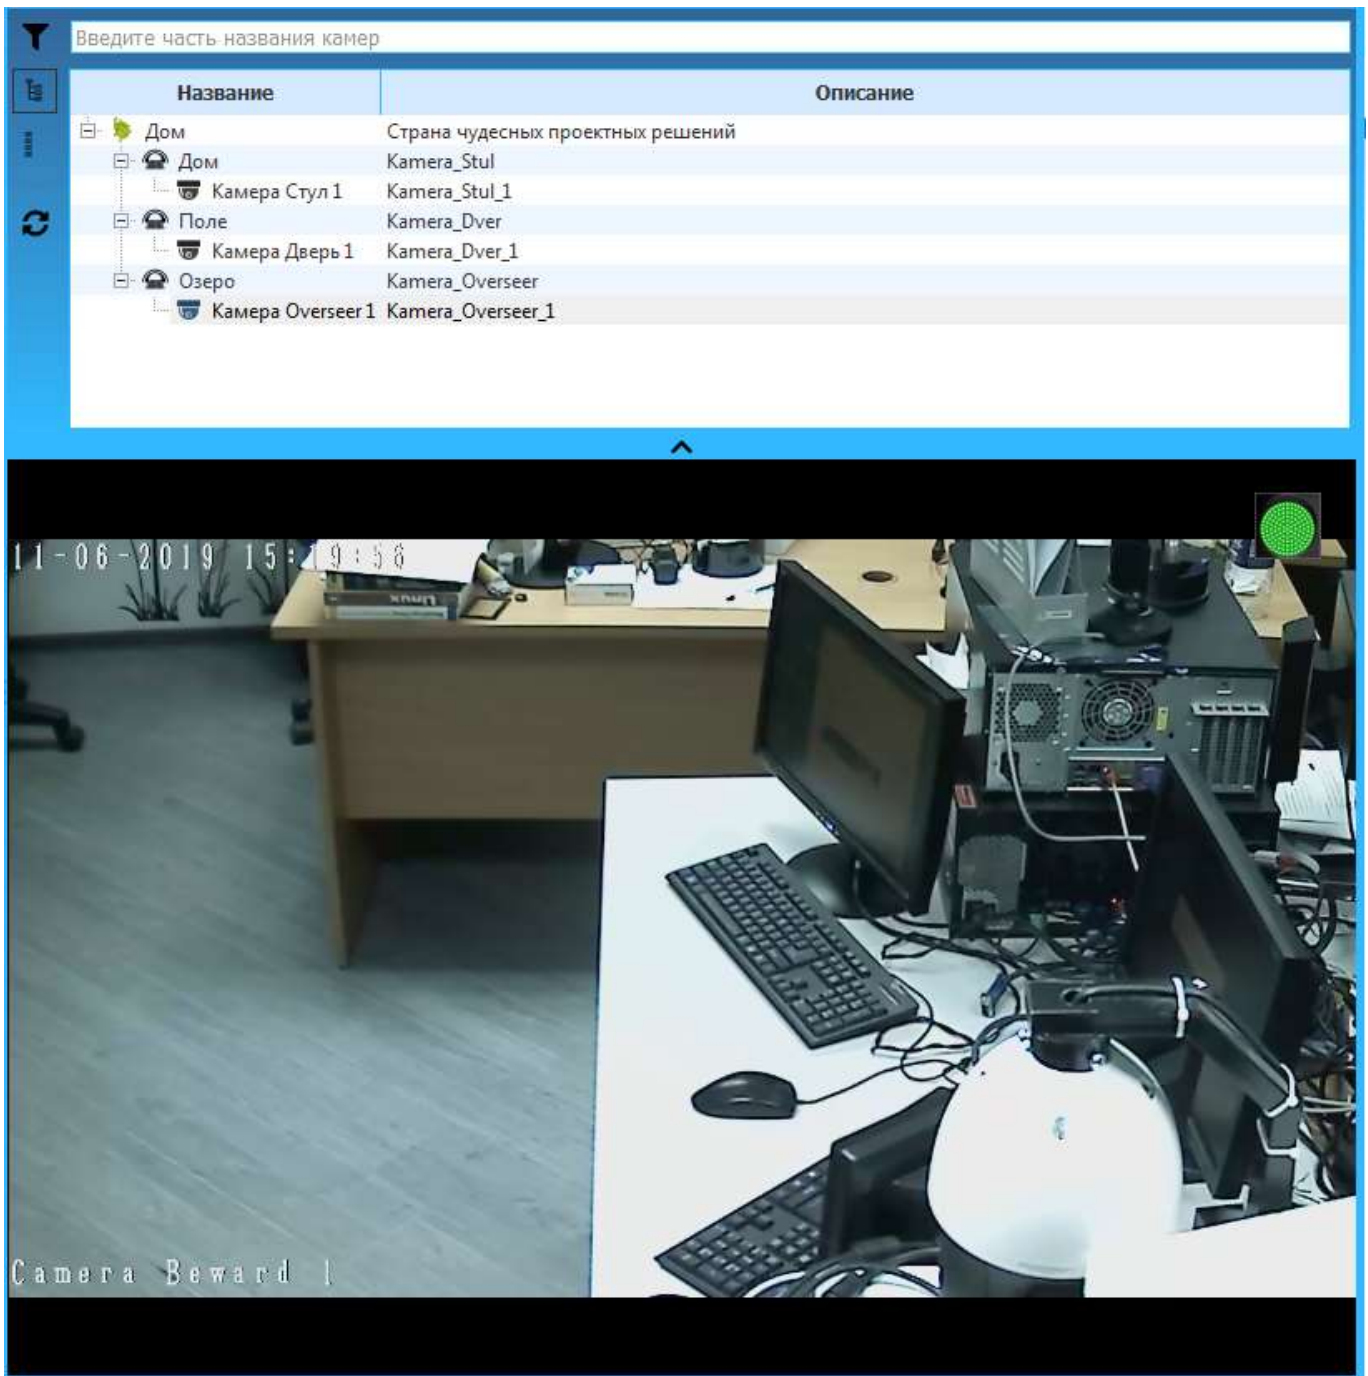 Введите часть названия камер
Название Описание
Дом Страна чудесных проектных решений
Дом Kamera_Stul
Камера Стул 1 Kamera_Stul_1
Поле Kamera_Dver
Камера Дверь 1 Kamera_Dver_1
Озеро Kamera_Overseer
Камера Overseer 1 Kamera_Overseer_1
11-06-2019 15:19:58
Linux
Camera Beward 1